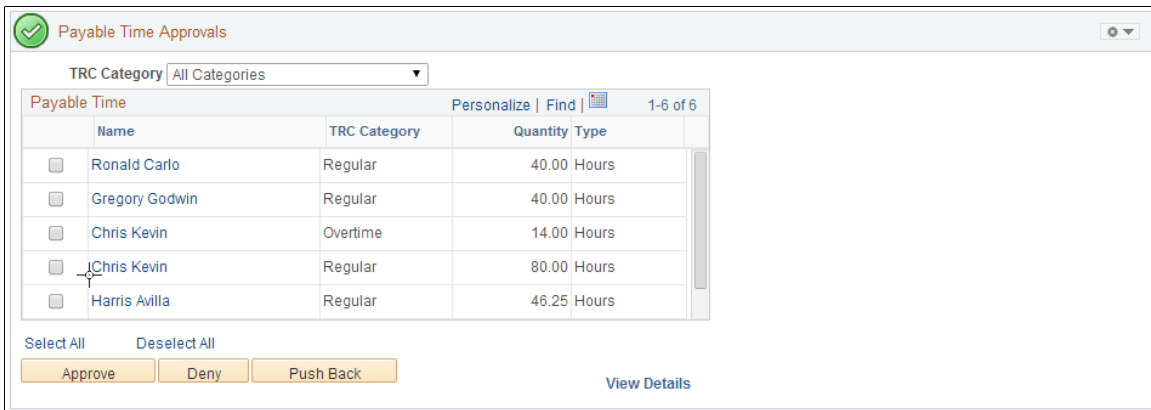 Payable Time Approvals
TRC Category All Categories
Payable Time Personalize | Find | 1-6 of 6
Name TRC Category Quantity Type
Ronald Carlo Regular 40.00 Hours
Gregory Godwin Regular 40.00 Hours
Chris Kevin Overtime 14.00 Hours
Chris Kevin Regular 80.00 Hours
Harris Avilla Regular 46.25 Hours
Select All Deselect All
Approve Deny Push Back
View Details